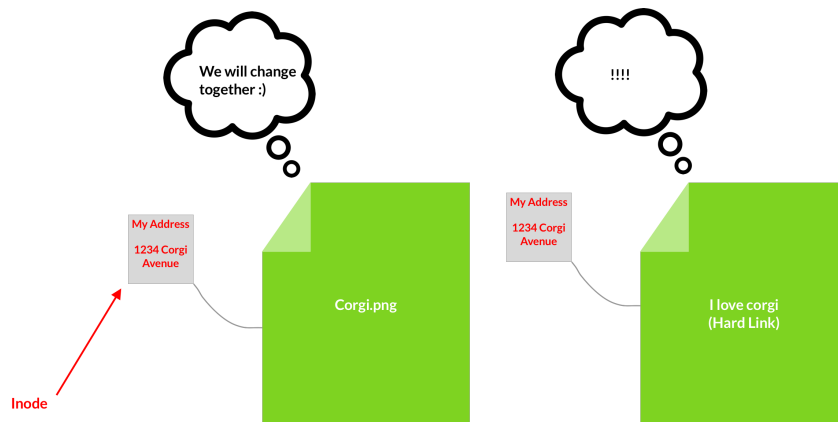 We will change
together :)
!!!!
My Address
1234 Corgi
Avenue
My Address
1234 Corgi
Avenue
Corgi.png
I love corgi
(Hard Link)
Inode